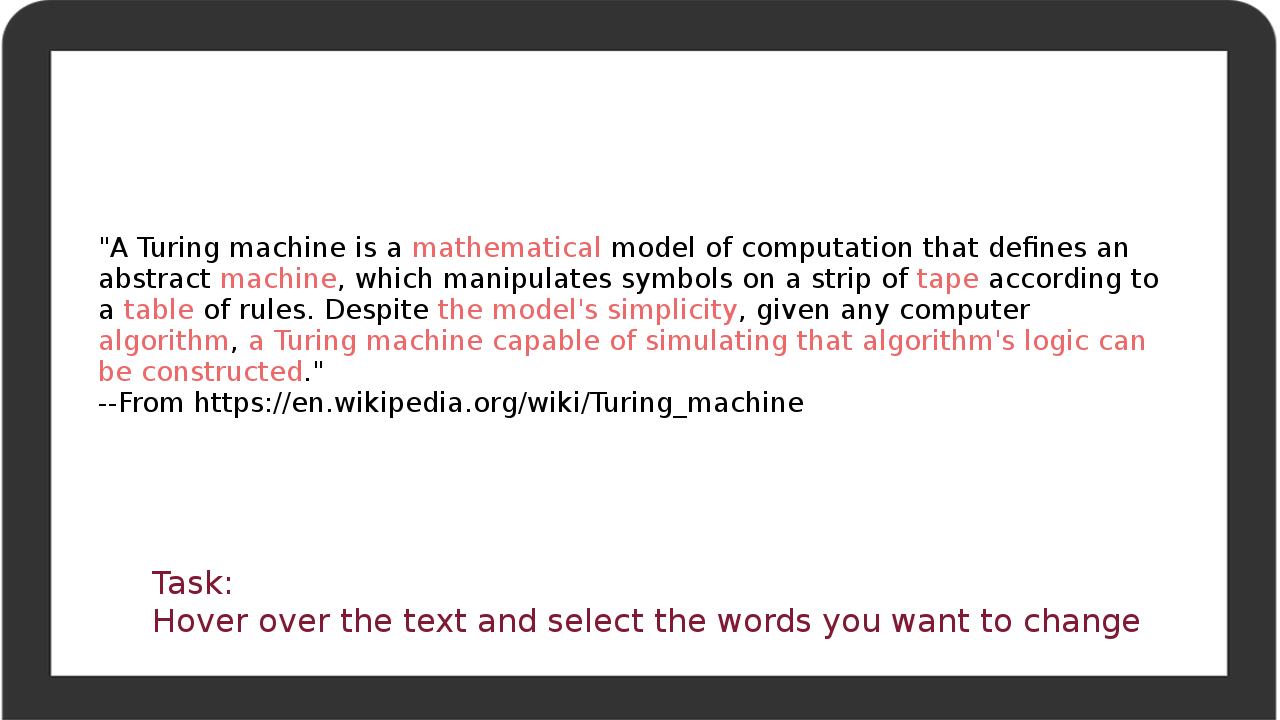 "A Turing machine is a mathematical model of computation that defines an
abstract machine, which manipulates symbols on a strip of tape according to
a table of rules. Despite the model's simplicity, given any computer
algorithm, a Turing machine capable of simulating that algorithm's logic can
be constructed."
--From https://en.wikipedia.org/wiki/Turing_machine
Task:
Hover over the text and select the words you want to change